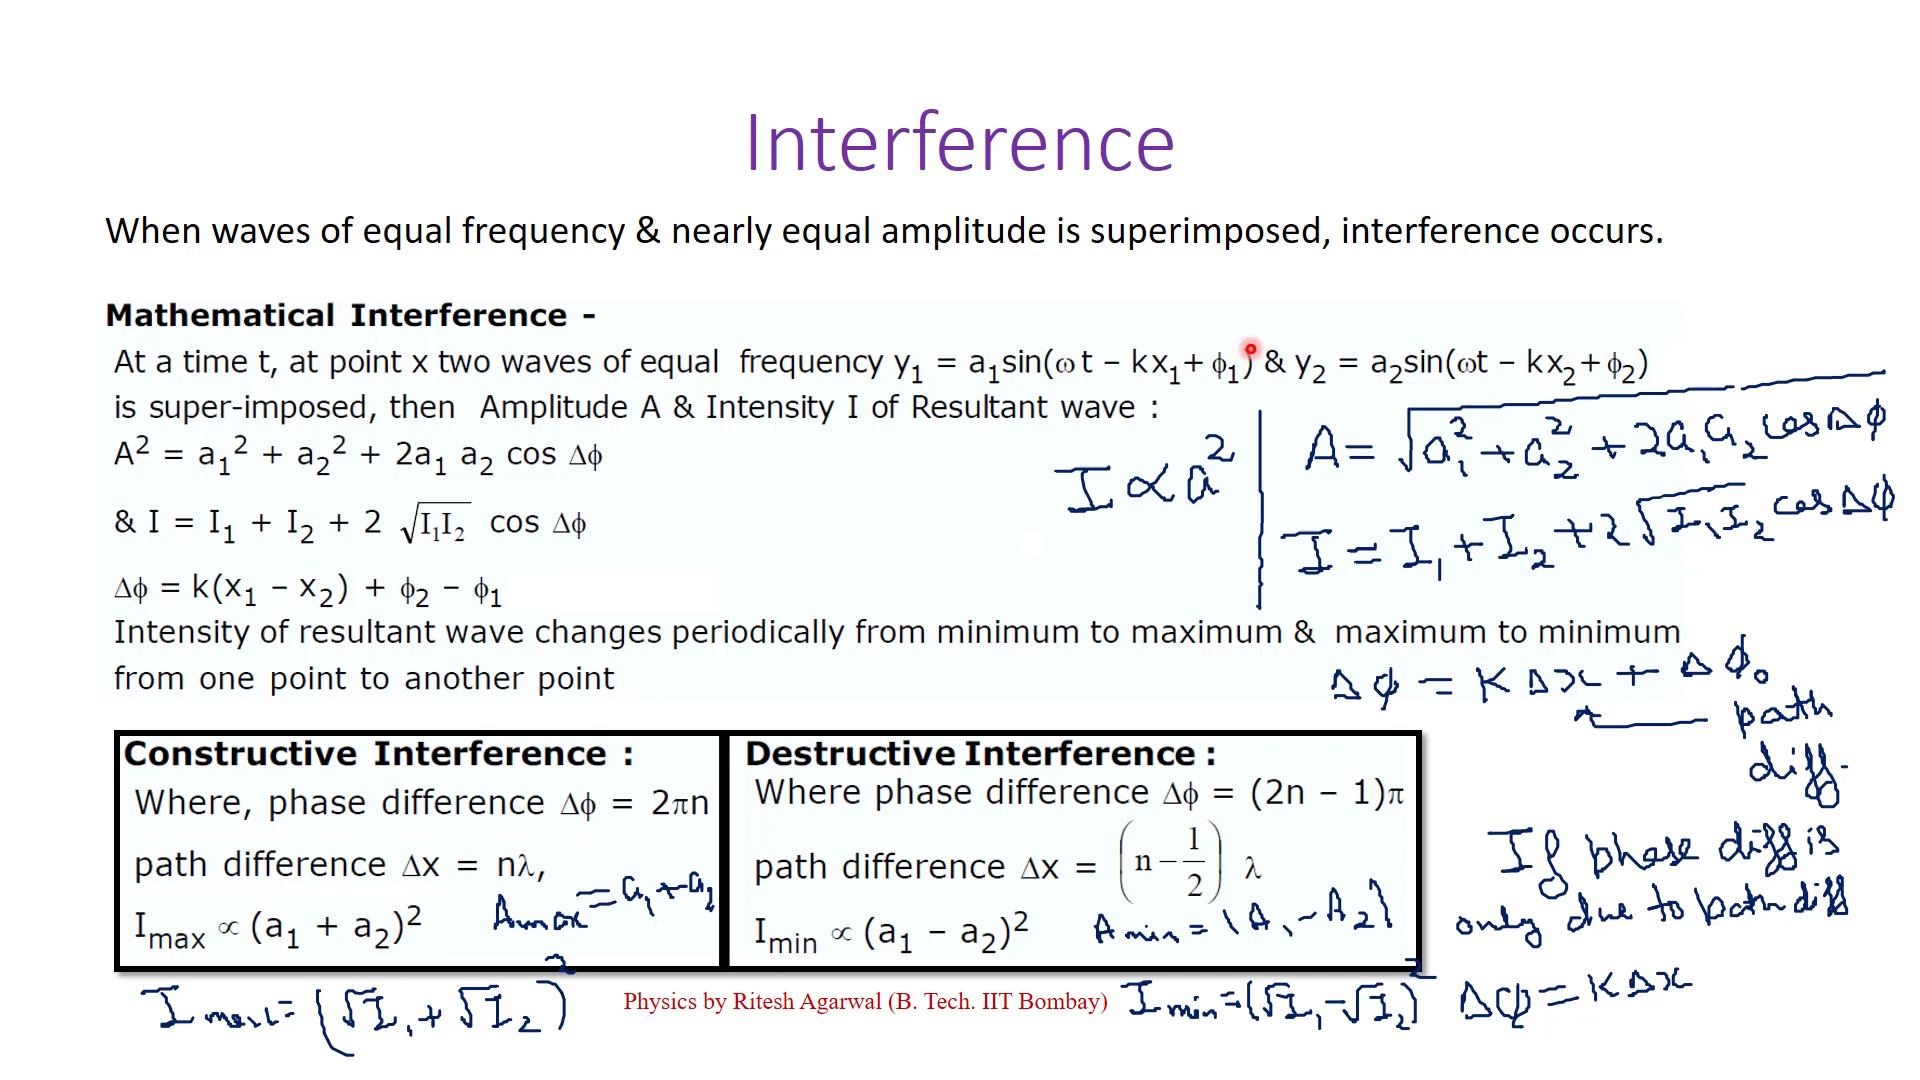 Interference
When waves of equal frequency & nearly equal amplitude is superimposed, interference occurs.
Mathematical Interference -
At a time t, at point x two waves of equal frequency y₁ = a₁sin(ω t – kx₁+ ϕ₁) & y₂ = a₂sin(ωt – kx₂+ϕ₂)
is super-imposed, then Amplitude A & Intensity I of Resultant wave :
A² = a₁² + a₂² + 2a₁ a₂ cos Δϕ
& I = I₁ + I₂ + 2 √I₁I₂ cos Δϕ
Δϕ = k(x₁ – x₂) + ϕ₂ – ϕ₁
I ∝ a²
A = √a₁² + a₂² + 2a₁a₂ cos Δϕ
I = I₁ + I₂ + 2√I₁I₂ cos Δϕ
Intensity of resultant wave changes periodically from minimum to maximum & maximum to minimum
from one point to another point
Δϕ = KΔx + Δϕ₀
path
diff.
Constructive Interference :
Where, phase difference Δϕ = 2πn
path difference Δx = nλ,
I_max ∝ (a₁ + a₂)²
A_max = a₁+a₂
I_max = (√I₁ + √I₂)²
Destructive Interference :
Where phase difference Δϕ = (2n – 1)π
path difference Δx = (n – 1/2) λ
I_min ∝ (a₁ – a₂)²
A_min = |A₁ – A₂|
I_min = (√I₁ – √I₂)²
If phase diff is
only due to path diff
Δϕ = KΔx
Physics by Ritesh Agarwal (B. Tech. IIT Bombay)